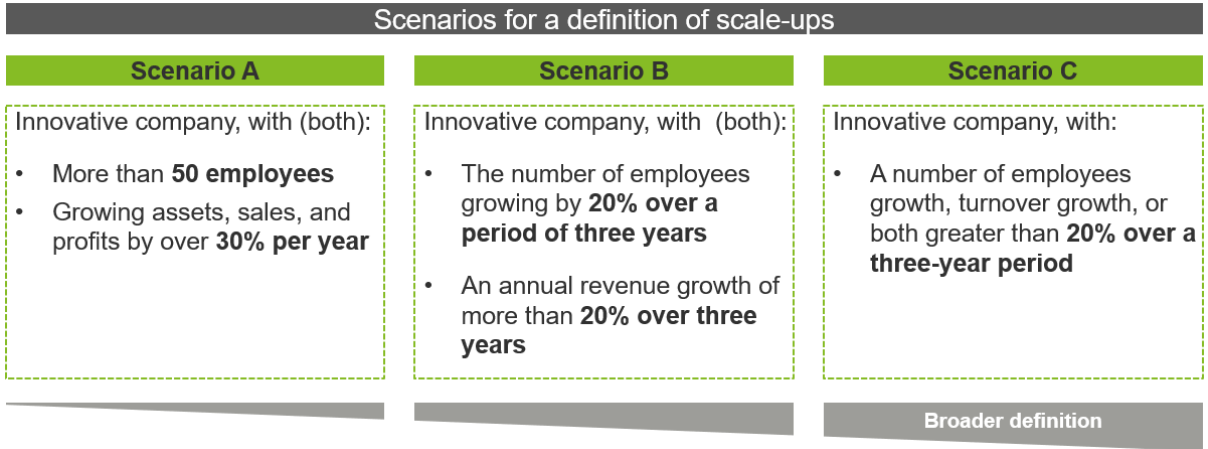 Scenarios for a definition of scale-ups
Scenario A
Innovative company, with (both):
• More than 50 employees
• Growing assets, sales, and
profits by over 30% per year
Scenario B
Innovative company, with (both):
• The number of employees
growing by 20% over a
period of three years
• An annual revenue growth of
more than 20% over three
years
Scenario C
Innovative company, with:
• A number of employees
growth, turnover growth, or
both greater than 20% over a
three-year period
Broader definition